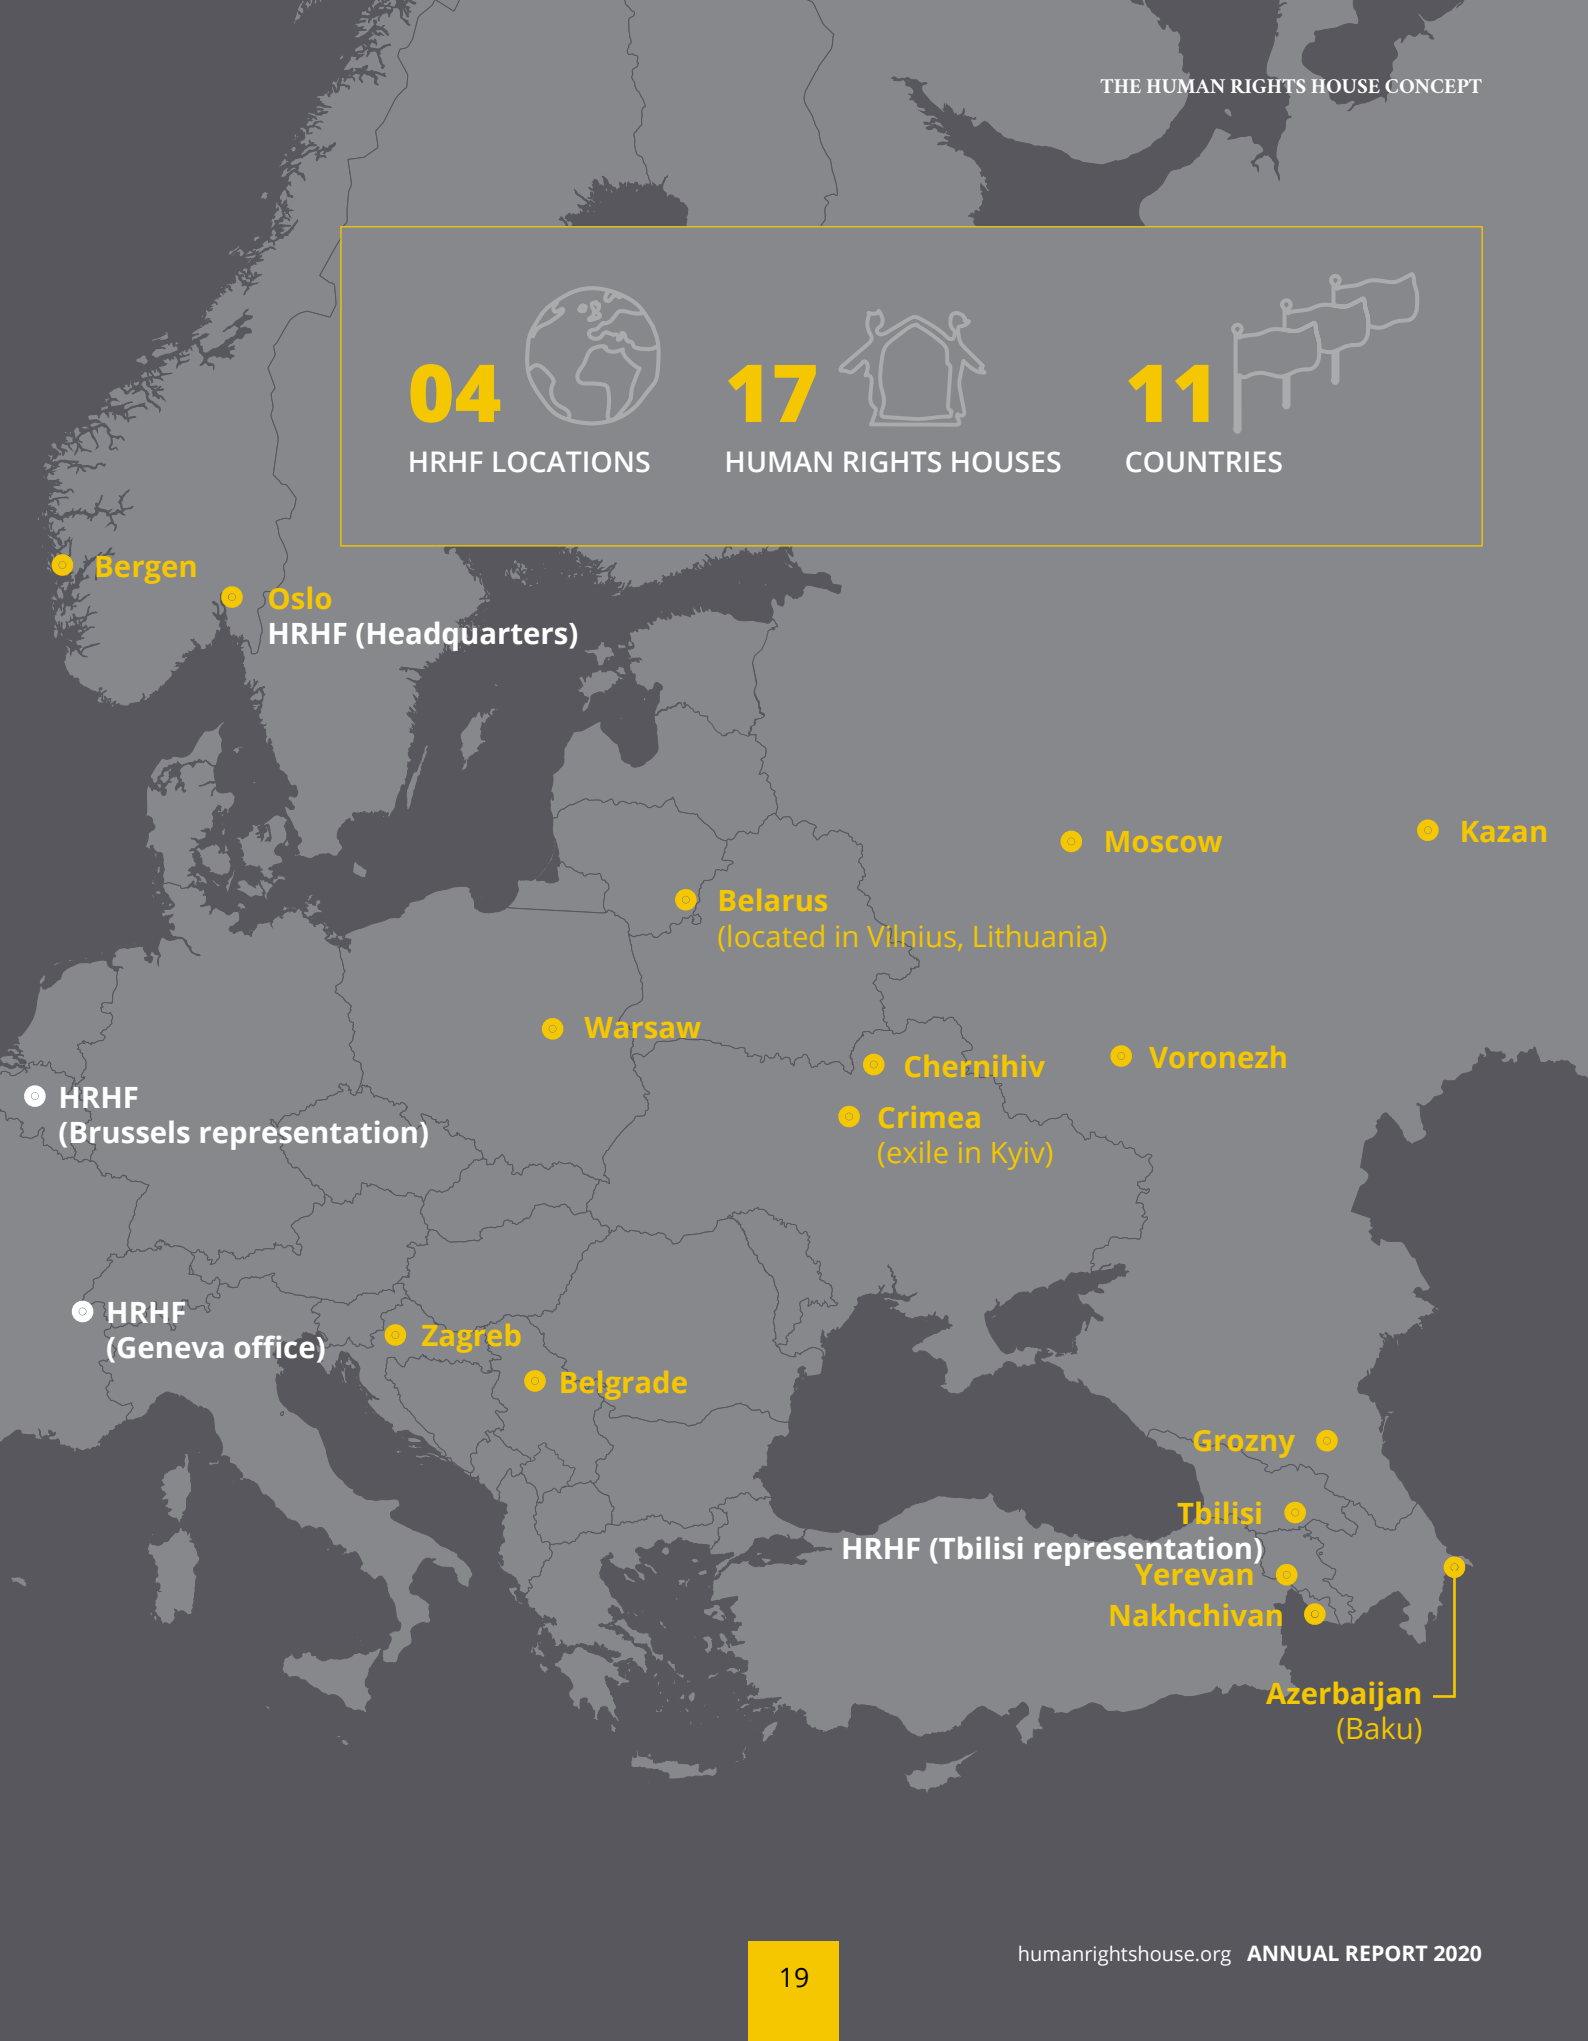 THE HUMAN RIGHTS HOUSE CONCEPT
04
HRHF LOCATIONS
17
HUMAN RIGHTS HOUSES
11
COUNTRIES
Bergen
Oslo
HRHF (Headquarters)
Moscow
Kazan
Belarus
(located in Vilnius, Lithuania)
Warsaw
Chernihiv
Voronezh
HRHF
(Brussels representation)
Crimea
(exile in Kyiv)
HRHF
(Geneva office)
Zagreb
Belgrade
Grozny
Tbilisi
HRHF (Tbilisi representation)
Yerevan
Nakhchivan
Azerbaijan
(Baku)
humanrightshouse.org ANNUAL REPORT 2020
19